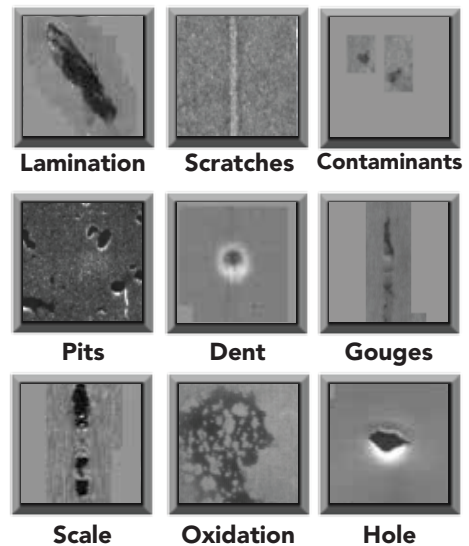 Lamination Scratches Contaminants
Pits Dent Gouges
Scale Oxidation Hole